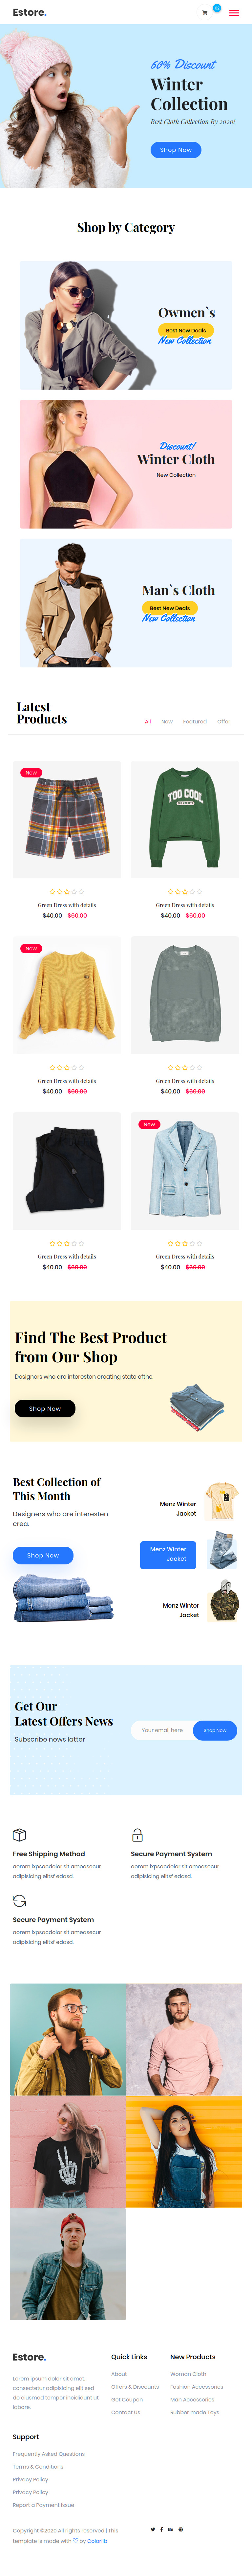 Estore.
60% Discount
Winter
Collection
Best Cloth Collection By 2020!
Shop Now
Shop by Category
Owmen`s
Best New Deals
New Collection
Discount!
Winter Cloth
New Collection
Man`s Cloth
Best New Deals
New Collection
Latest
Products
All New Featured Offer
New
TOO COOL
Green Dress with details
$40.00 $60.00
Green Dress with details
$40.00 $60.00
New
Green Dress with details
$40.00 $60.00
Green Dress with details
$40.00 $60.00
New
Green Dress with details
$40.00 $60.00
Green Dress with details
$40.00 $60.00
Find The Best Product
from Our Shop
Designers who are interesten creating state ofthe.
Shop Now
Best Collection of
This Month
Designers who are interesten
crea.
Shop Now
Menz Winter
Jacket
Menz Winter
Jacket
Menz Winter
Jacket
Get Our
Latest Offers News
Subscribe news latter
Your email here
Shop Now
Free Shipping Method
aorem ixpsacdolor sit ameasecur
adipisicing elitsf edasd.
Secure Payment System
aorem ixpsacdolor sit ameasecur
adipisicing elitsf edasd.
Secure Payment System
aorem ixpsacdolor sit ameasecur
adipisicing elitsf edasd.
Estore.
Lorem ipsum dolor sit amet,
consectetur adipisicing elit sed
do eiusmod tempor incididunt ut
labore.
Quick Links
About
Offers & Discounts
Get Coupon
Contact Us
New Products
Woman Cloth
Fashion Accessories
Man Accessories
Rubber made Toys
Support
Frequently Asked Questions
Terms & Conditions
Privacy Policy
Privacy Policy
Report a Payment Issue
Copyright ©2020 All rights reserved | This
template is made with ♡ by Colorlib